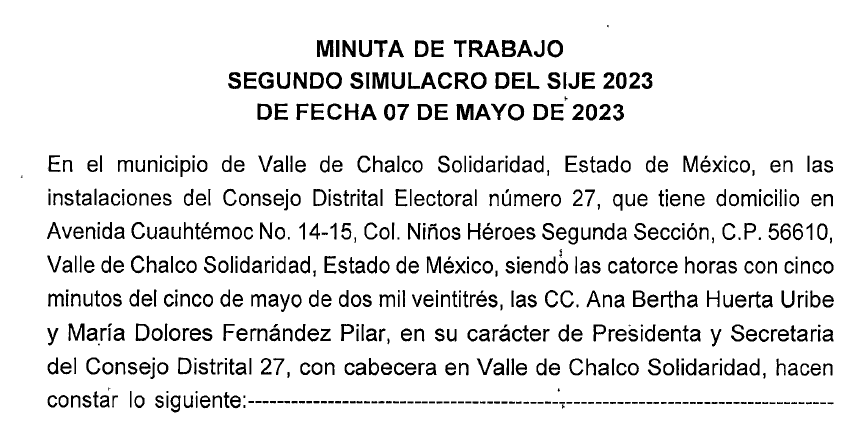 MINUTA DE TRABAJO
SEGUNDO SIMULACRO DEL SIJE 2023
DE FECHA 07 DE MAYO DE 2023
En el municipio de Valle de Chalco Solidaridad, Estado de México, en las
instalaciones del Consejo Distrital Electoral número 27, que tiene domicilio en
Avenida Cuauhtémoc No. 14-15, Col. Niños Héroes Segunda Sección, C.P. 56610,
Valle de Chalco Solidaridad, Estado de México, siendo las catorce horas con cinco
minutos del cinco de mayo de dos mil veintitrés, las CC. Ana Bertha Huerta Uribe
y María Dolores Fernández Pilar, en su carácter de Presidenta y Secretaria
del Consejo Distrital 27, con cabecera en Valle de Chalco Solidaridad, hacen
constar lo siguiente:--------------------------------------------------------------------------------